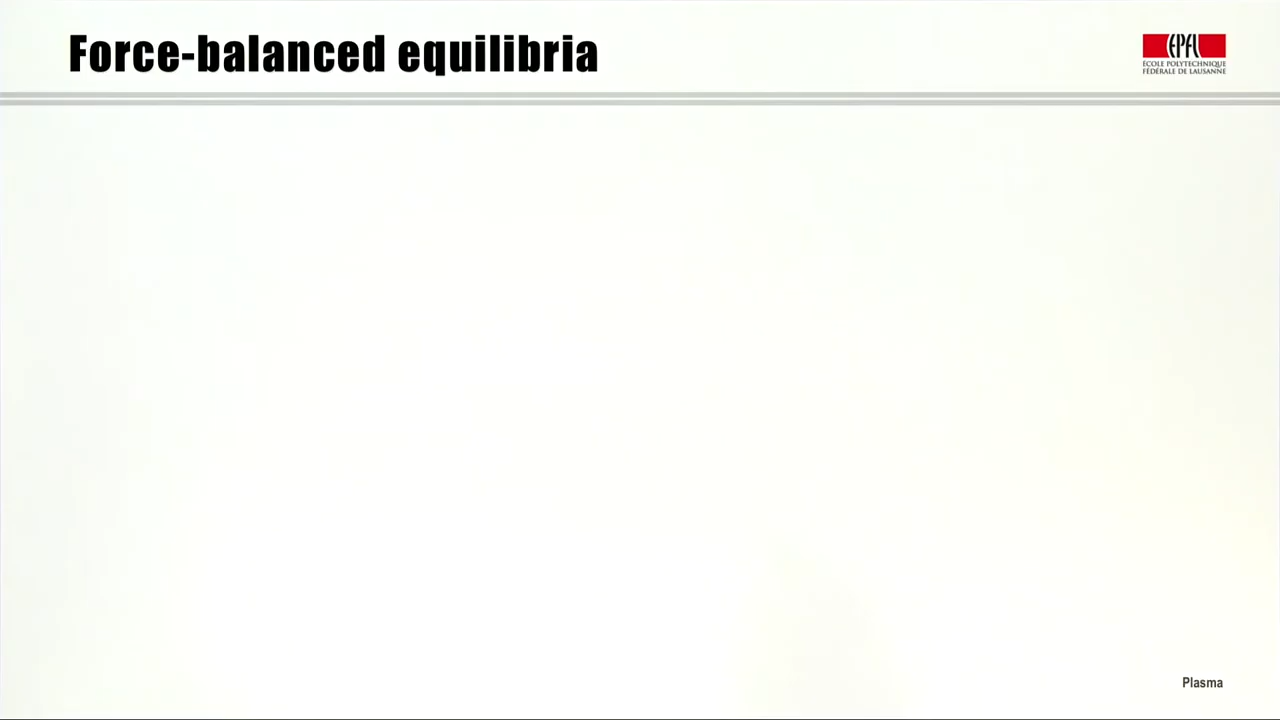 Force-balanced equilibria
EPFL
ÉCOLE POLYTECHNIQUE
FÉDÉRALE DE LAUSANNE
Plasma